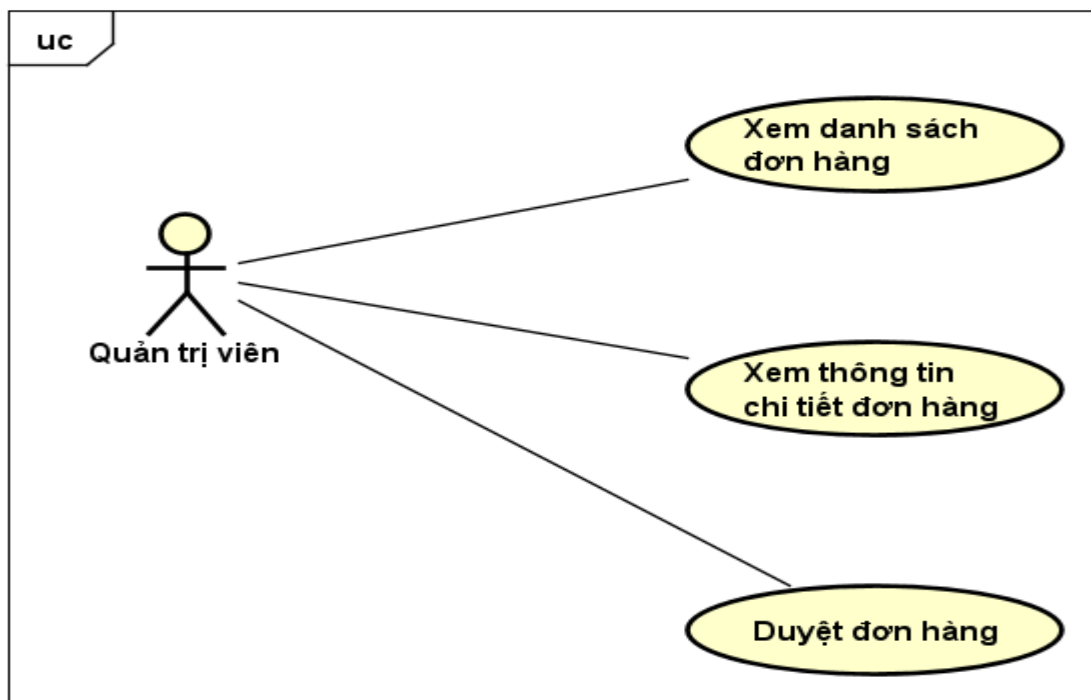 uc
Xem danh sách
đơn hàng
Quản trị viên
Xem thông tin
chi tiết đơn hàng
Duyệt đơn hàng